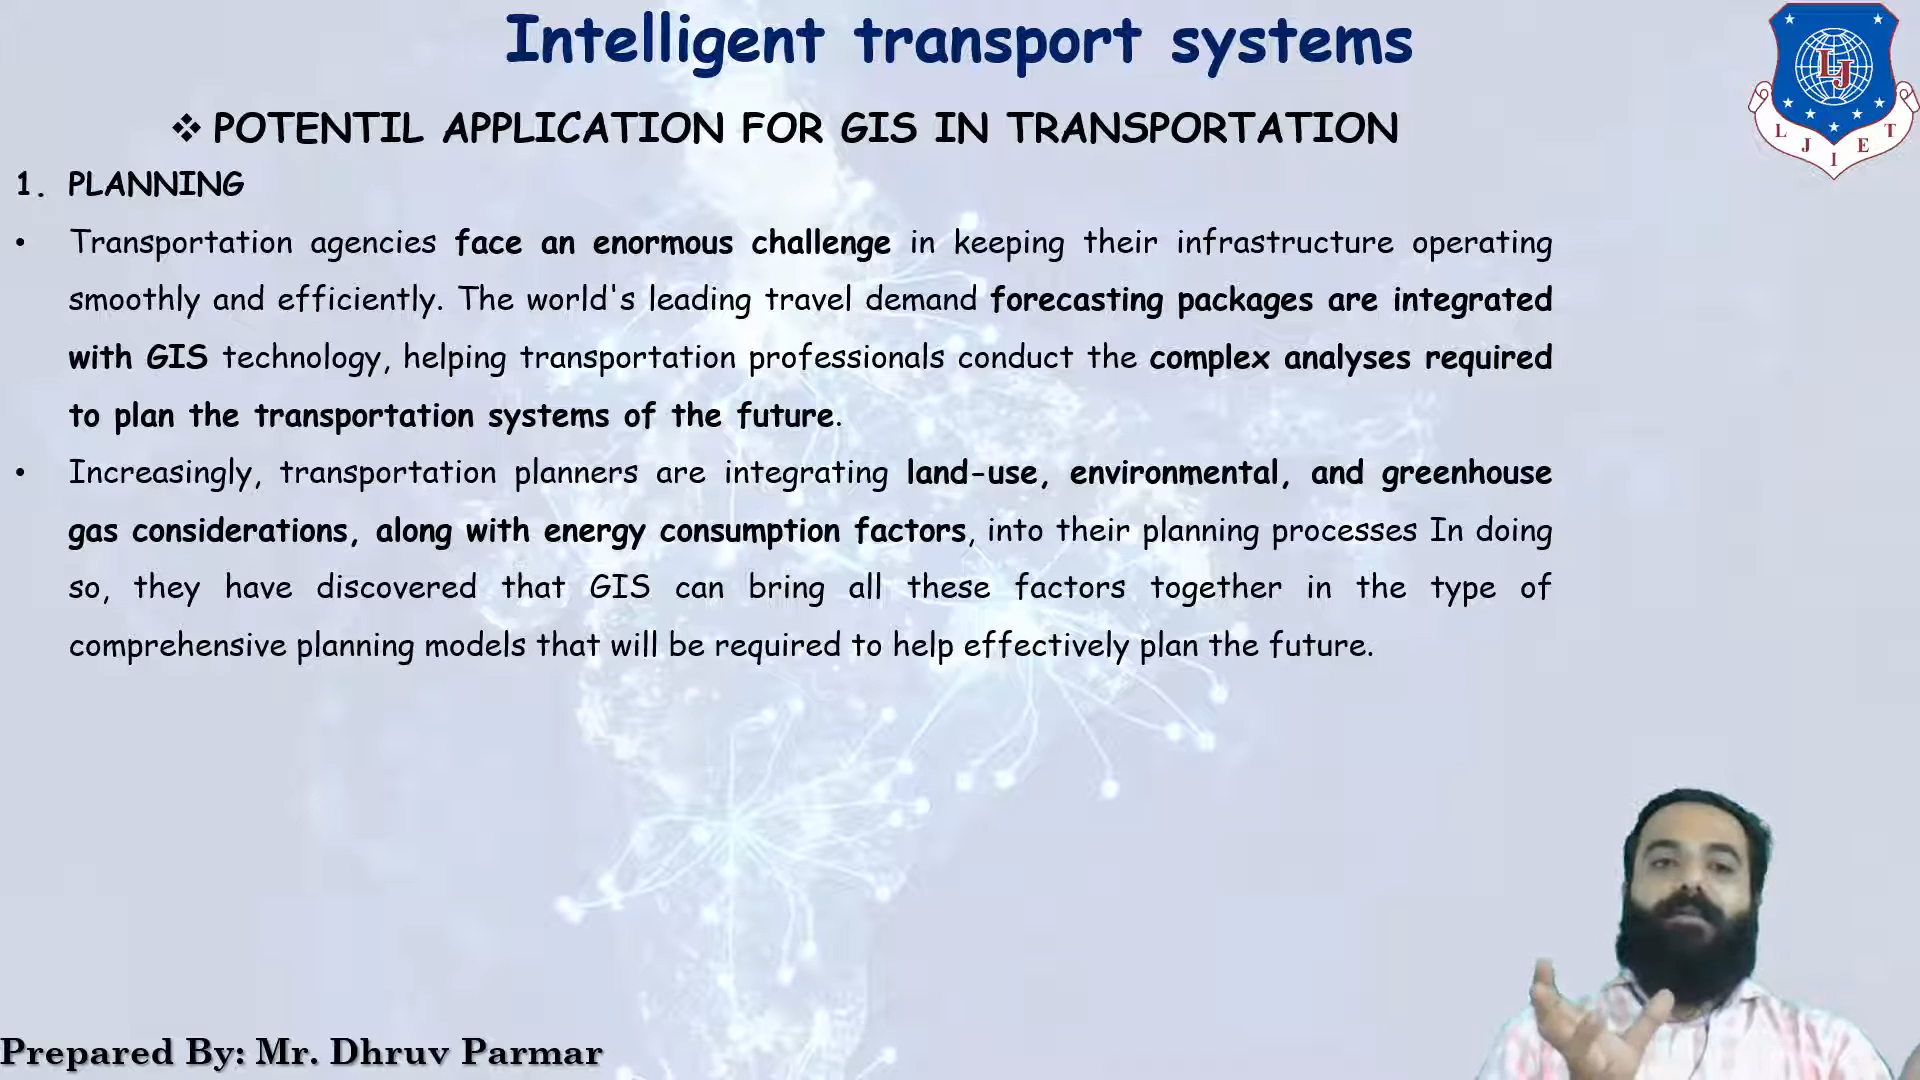 Intelligent transport systems
❖ POTENTIL APPLICATION FOR GIS IN TRANSPORTATION
1. PLANNING
• Transportation agencies face an enormous challenge in keeping their infrastructure operating
smoothly and efficiently. The world's leading travel demand forecasting packages are integrated
with GIS technology, helping transportation professionals conduct the complex analyses required
to plan the transportation systems of the future.
• Increasingly, transportation planners are integrating land-use, environmental, and greenhouse
gas considerations, along with energy consumption factors, into their planning processes In doing
so, they have discovered that GIS can bring all these factors together in the type of
comprehensive planning models that will be required to help effectively plan the future.
LJ
L J I E T
Prepared By: Mr. Dhruv Parmar